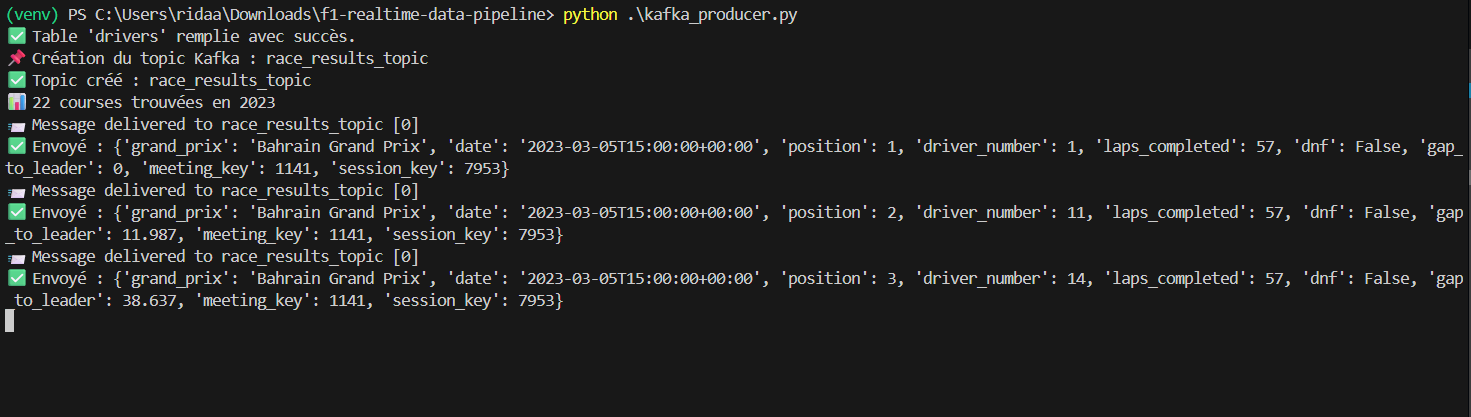 (venv) PS C:\Users\ridaa\Downloads\f1-realtime-data-pipeline> python .\kafka_producer.py
✅ Table 'drivers' remplie avec succès.
📌 Création du topic Kafka : race_results_topic
✅ Topic créé : race_results_topic
📊 22 courses trouvées en 2023
📨 Message delivered to race_results_topic [0]
✅ Envoyé : {'grand_prix': 'Bahrain Grand Prix', 'date': '2023-03-05T15:00:00+00:00', 'position': 1, 'driver_number': 1, 'laps_completed': 57, 'dnf': False, 'gap_
to_leader': 0, 'meeting_key': 1141, 'session_key': 7953}
📨 Message delivered to race_results_topic [0]
✅ Envoyé : {'grand_prix': 'Bahrain Grand Prix', 'date': '2023-03-05T15:00:00+00:00', 'position': 2, 'driver_number': 11, 'laps_completed': 57, 'dnf': False, 'gap
_to_leader': 11.987, 'meeting_key': 1141, 'session_key': 7953}
📨 Message delivered to race_results_topic [0]
✅ Envoyé : {'grand_prix': 'Bahrain Grand Prix', 'date': '2023-03-05T15:00:00+00:00', 'position': 3, 'driver_number': 14, 'laps_completed': 57, 'dnf': False, 'gap
_to_leader': 38.637, 'meeting_key': 1141, 'session_key': 7953}